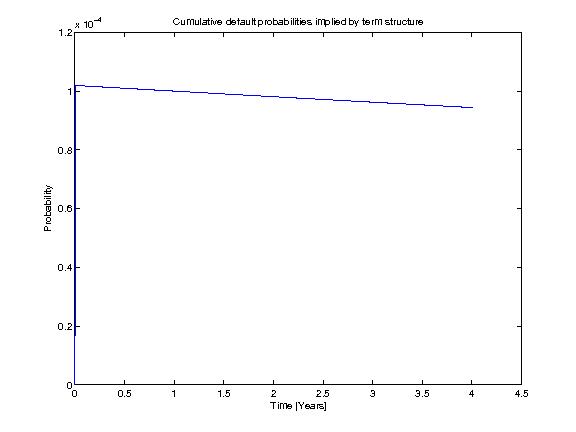 Cumulative default probabilities implied by term structure
x 10⁻⁴
1.2
1
0.8
0.6
0.4
0.2
0
Probability
0 0.5 1 1.5 2 2.5 3 3.5 4 4.5
Time [Years]